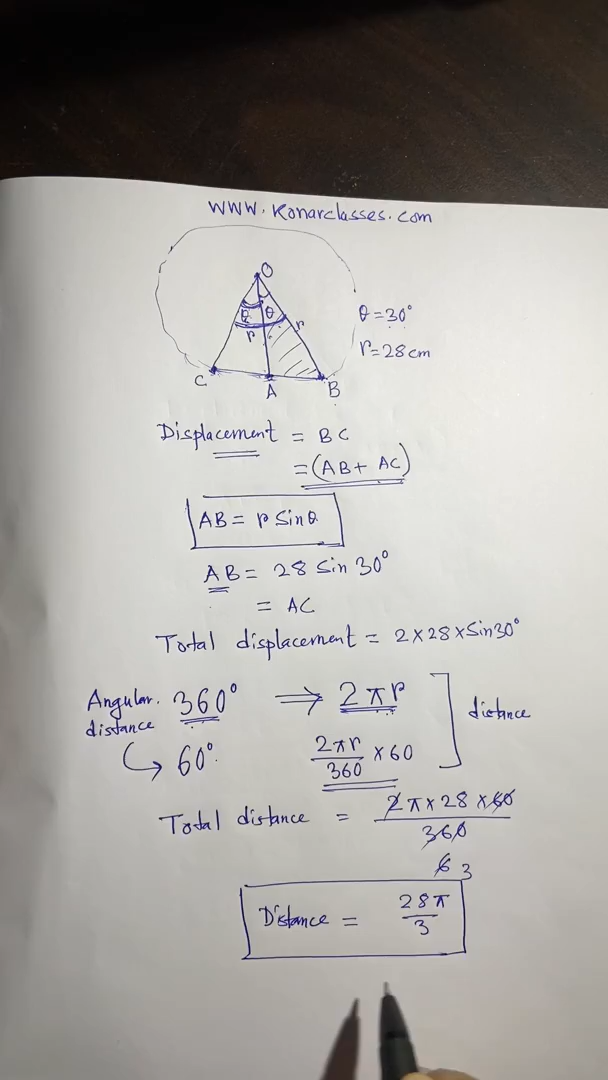 WWW.Konarclasses.com
O
θ θ
r r
C A B
θ=30°
r=28cm
Displacement = BC
=(AB+ AC)
AB= r Sinθ
AB= 28 Sin 30°
= AC
Total displacement = 2×28×Sin30°
Angular distance 360° ⟹ 2πr
60° 2πr/360 ×60
distance
Total distance = 2π×28×60/360
6 3
Distance = 28π/3